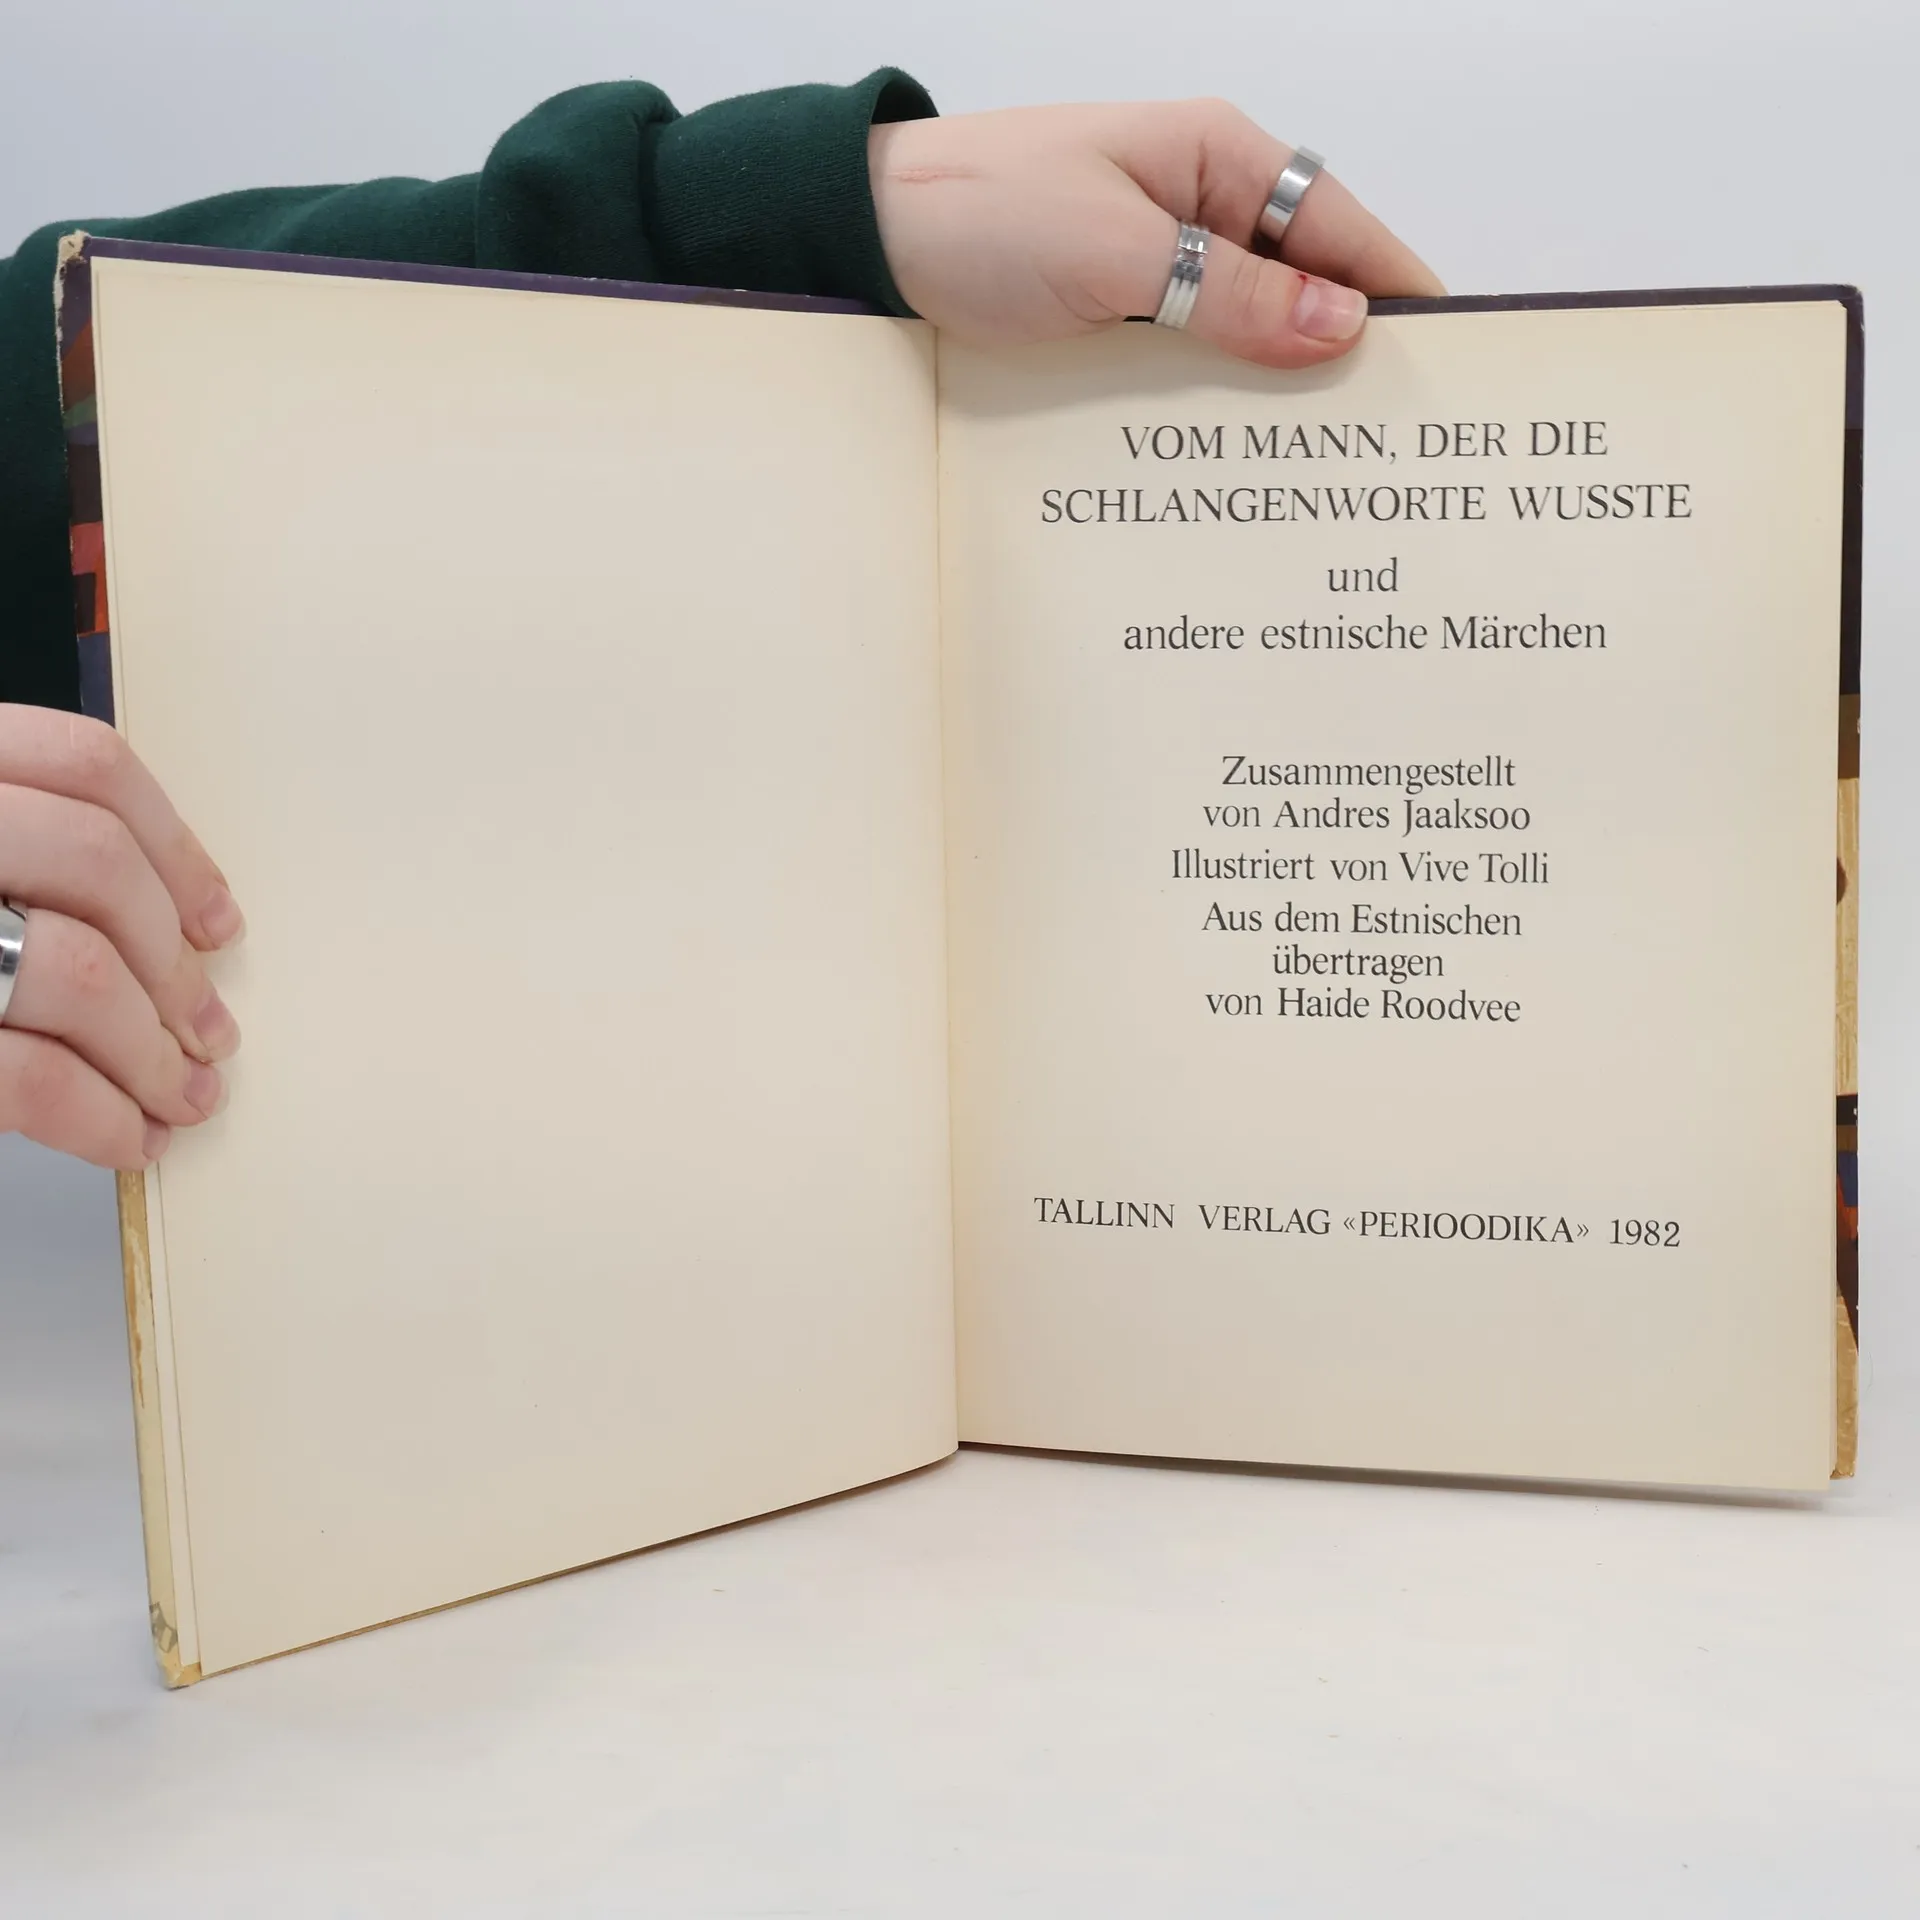 VOM MANN, DER DIE
SCHLANGENWORTE WUSSTE
und
andere estnische Märchen
Zusammengestellt
von Andres Jaaksoo
Illustriert von Vive Tolli
Aus dem Estnischen
übertragen
von Haide Roodvee
TALLINN VERLAG «PERIOODIKA» 1982